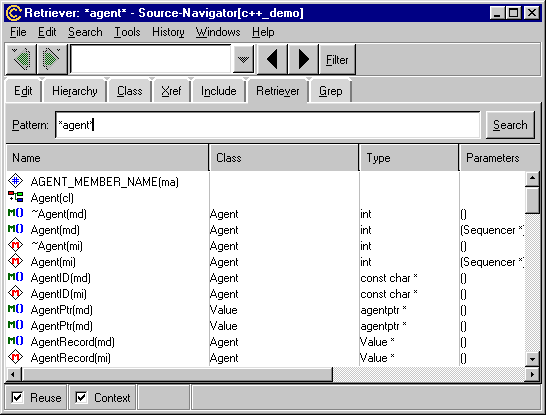 Retriever: *agent* - Source-Navigator[c++_demo]
File Edit Search Tools History Windows Help
Filter
Edit Hierarchy Class Xref Include Retriever Grep
Pattern: *agent* Search
Name Class Type Parameters
AGENT_MEMBER_NAME(ma)
Agent(cl)
~Agent(md) Agent int ()
Agent(md) Agent int (Sequencer *,
~Agent(mi) Agent int ()
Agent(mi) Agent int (Sequencer *,
AgentID(md) Agent const char * ()
AgentID(mi) Agent const char * ()
AgentPtr(md) Value agentptr * ()
AgentPtr(md) Value agentptr * ()
AgentRecord(md) Agent Value * ()
AgentRecord(mi) Agent Value * ()
Reuse Context